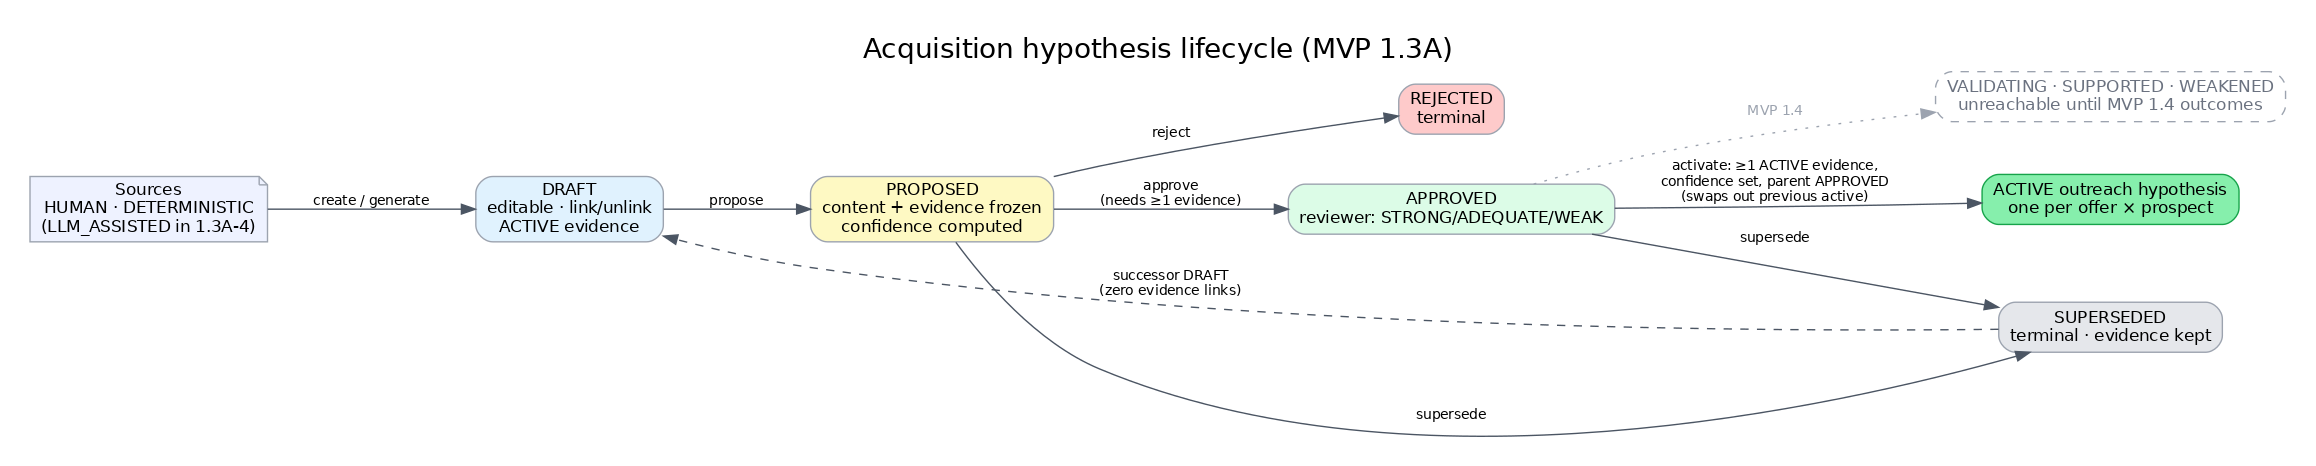 Acquisition hypothesis lifecycle (MVP 1.3A)
Sources
HUMAN · DETERMINISTIC
(LLM_ASSISTED in 1.3A-4)
create / generate
DRAFT
editable · link/unlink
ACTIVE evidence
propose
PROPOSED
content + evidence frozen
confidence computed
reject
REJECTED
terminal
approve
(needs ≥1 evidence)
APPROVED
reviewer: STRONG/ADEQUATE/WEAK
MVP 1.4
VALIDATING · SUPPORTED · WEAKENED
unreachable until MVP 1.4 outcomes
activate: ≥1 ACTIVE evidence,
confidence set, parent APPROVED
(swaps out previous active)
ACTIVE outreach hypothesis
one per offer × prospect
supersede
SUPERSEDED
terminal · evidence kept
successor DRAFT
(zero evidence links)
supersede